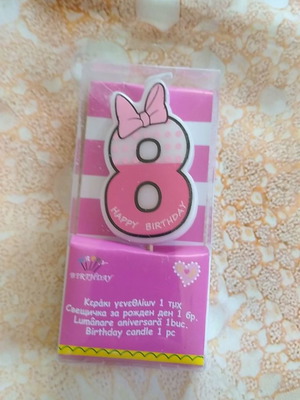 8
HAPPY BIRTHDAY
BIRTHDAY
Κεράκι γενεθλίων 1 τμχ
Свещичка за рожден ден 1 бр.
Lumânare aniversară 1buc.
Birthday candle 1 pc